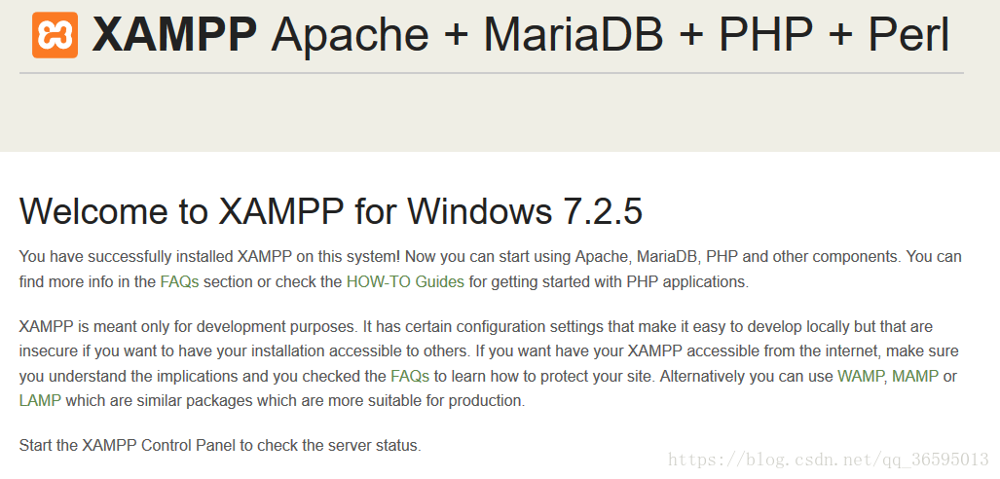 XAMPP Apache + MariaDB + PHP + Perl
Welcome to XAMPP for Windows 7.2.5
You have successfully installed XAMPP on this system! Now you can start using Apache, MariaDB, PHP and other components. You can
find more info in the FAQs section or check the HOW-TO Guides for getting started with PHP applications.
XAMPP is meant only for development purposes. It has certain configuration settings that make it easy to develop locally but that are
insecure if you want to have your installation accessible to others. If you want have your XAMPP accessible from the internet, make sure
you understand the implications and you checked the FAQs to learn how to protect your site. Alternatively you can use WAMP, MAMP or
LAMP which are similar packages which are more suitable for production.
Start the XAMPP Control Panel to check the server status.
https://blog.csdn.net/qq_36595013